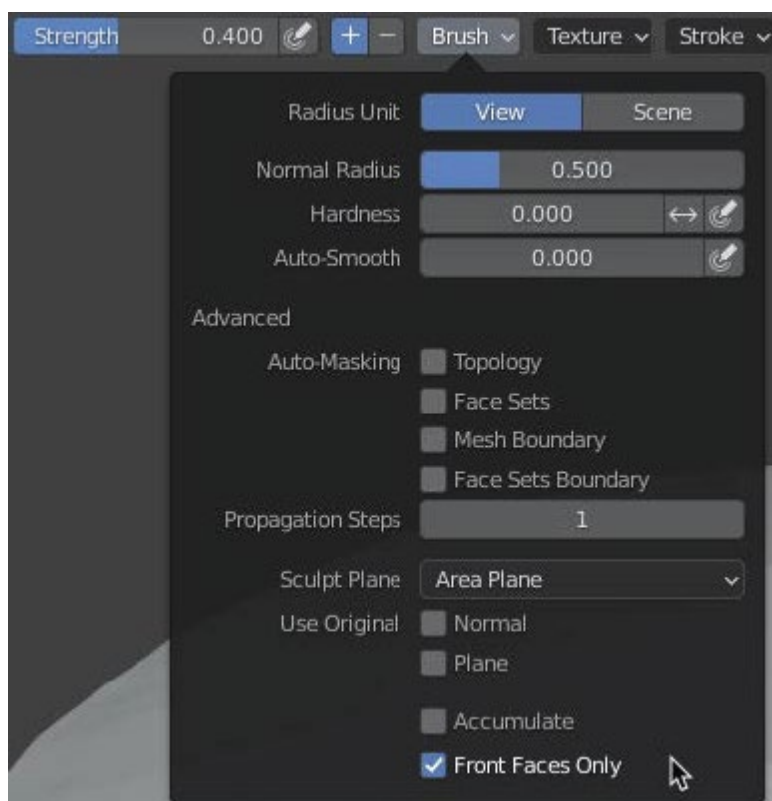 Strength 0.400 + − Brush Texture Stroke
Radius Unit View Scene
Normal Radius 0.500
Hardness 0.000
Auto-Smooth 0.000
Advanced
Auto-Masking Topology
Face Sets
Mesh Boundary
Face Sets Boundary
Propagation Steps 1
Sculpt Plane Area Plane
Use Original Normal
Plane
Accumulate
Front Faces Only